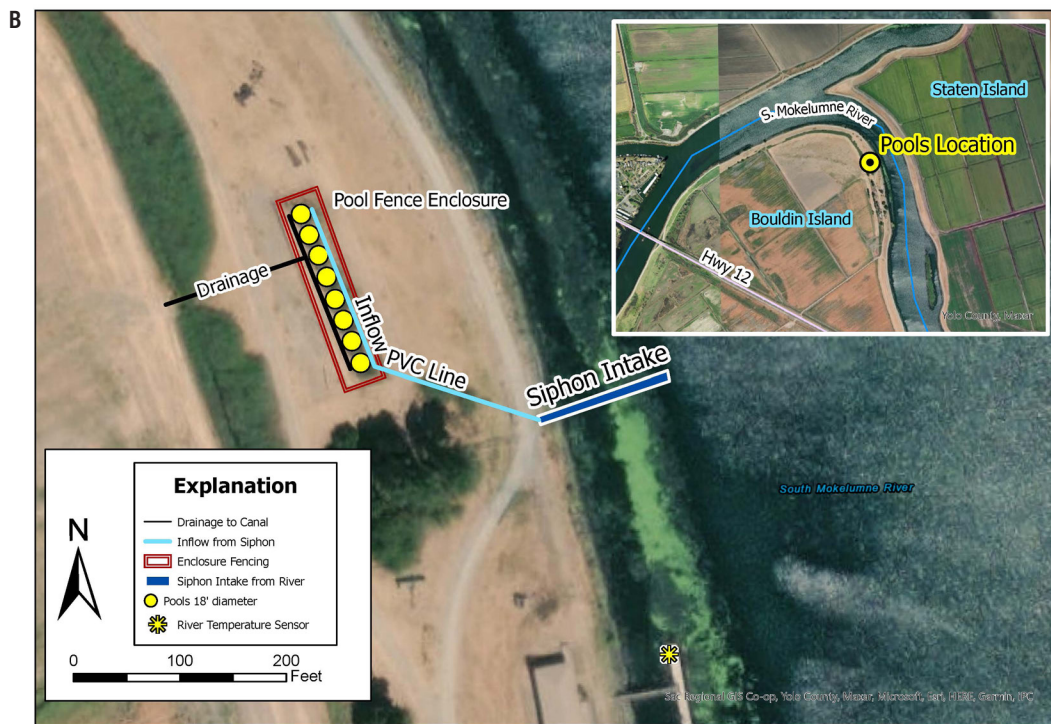 B
Staten Island
S. Mokelumne River
Pools Location
Bouldin Island
Hwy 12
Yolo County, Maxar
Pool Fence Enclosure
Drainage
Inflow PVC Line
Siphon Intake
South Mokelumne River
Explanation
Drainage to Canal
Inflow from Siphon
Enclosure Fencing
Siphon Intake from River
Pools 18' diameter
River Temperature Sensor
N
0 100 200
Feet
Sac Regional GIS Co-op, Yolo County, Maxar, Microsoft, Esri, HERE, Garmin, iPC